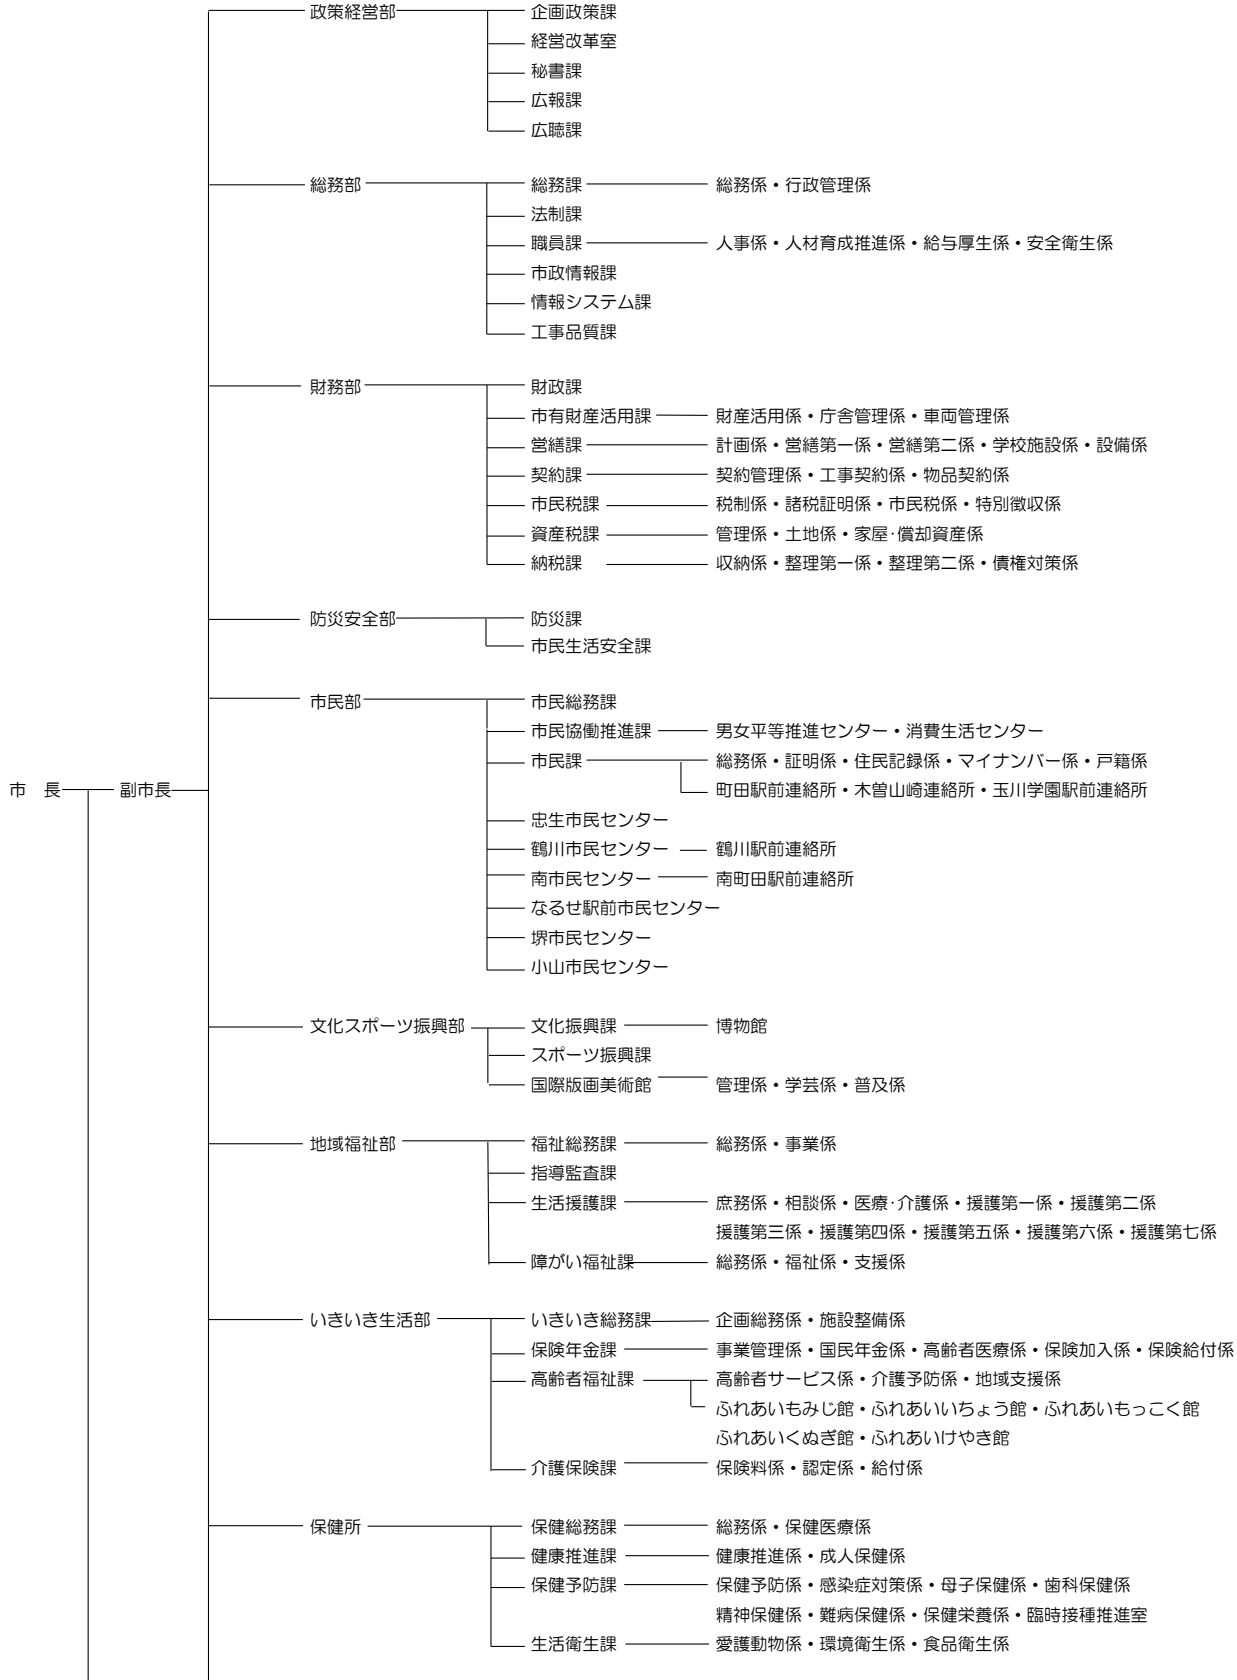 政策経営部 企画政策課
経営改革室
秘書課
広報課
広聴課
総務部 総務課 総務係・行政管理係
法制課
職員課 人事係・人材育成推進係・給与厚生係・安全衛生係
市政情報課
情報システム課
工事品質課
財務部 財政課
市有財産活用課 財産活用係・庁舎管理係・車両管理係
営繕課 計画係・営繕第一係・営繕第二係・学校施設係・設備係
契約課 契約管理係・工事契約係・物品契約係
市民税課 税制係・諸税証明係・市民税係・特別徴収係
資産税課 管理係・土地係・家屋･償却資産係
納税課 収納係・整理第一係・整理第二係・債権対策係
防災安全部 防災課
市民生活安全課
市民部 市民総務課
市民協働推進課 男女平等推進センター・消費生活センター
市民課 総務係・証明係・住民記録係・マイナンバー係・戸籍係
市　長 副市長 町田駅前連絡所・木曽山崎連絡所・玉川学園駅前連絡所
忠生市民センター
鶴川市民センター 鶴川駅前連絡所
南市民センター 南町田駅前連絡所
なるせ駅前市民センター
堺市民センター
小山市民センター
文化スポーツ振興部 文化振興課 博物館
スポーツ振興課
国際版画美術館 管理係・学芸係・普及係
地域福祉部 福祉総務課 総務係・事業係
指導監査課
生活援護課 庶務係・相談係・医療･介護係・援護第一係・援護第二係
援護第三係・援護第四係・援護第五係・援護第六係・援護第七係
障がい福祉課 総務係・福祉係・支援係
いきいき生活部 いきいき総務課 企画総務係・施設整備係
保険年金課 事業管理係・国民年金係・高齢者医療係・保険加入係・保険給付係
高齢者福祉課 高齢者サービス係・介護予防係・地域支援係
ふれあいもみじ館・ふれあいいちょう館・ふれあいもっこく館
ふれあいくぬぎ館・ふれあいけやき館
介護保険課 保険料係・認定係・給付係
保健所 保健総務課 総務係・保健医療係
健康推進課 健康推進係・成人保健係
保健予防課 保健予防係・感染症対策係・母子保健係・歯科保健係
精神保健係・難病保健係・保健栄養係・臨時接種推進室
生活衛生課 愛護動物係・環境衛生係・食品衛生係